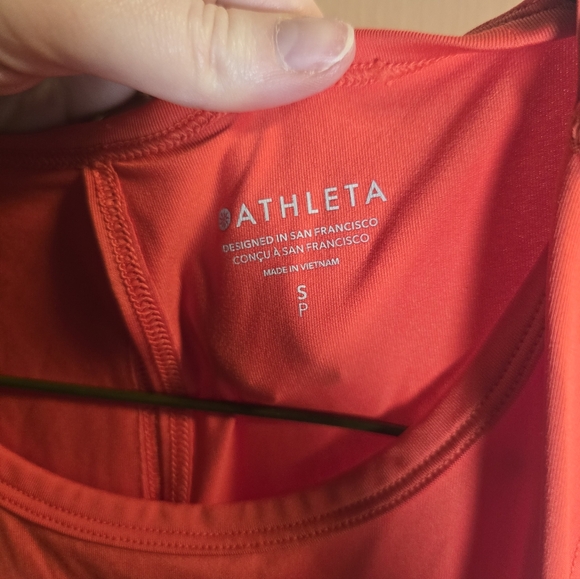 ATHLETA
DESIGNED IN SAN FRANCISCO
CONÇU À SAN FRANCISCO
MADE IN VIETNAM
S
P